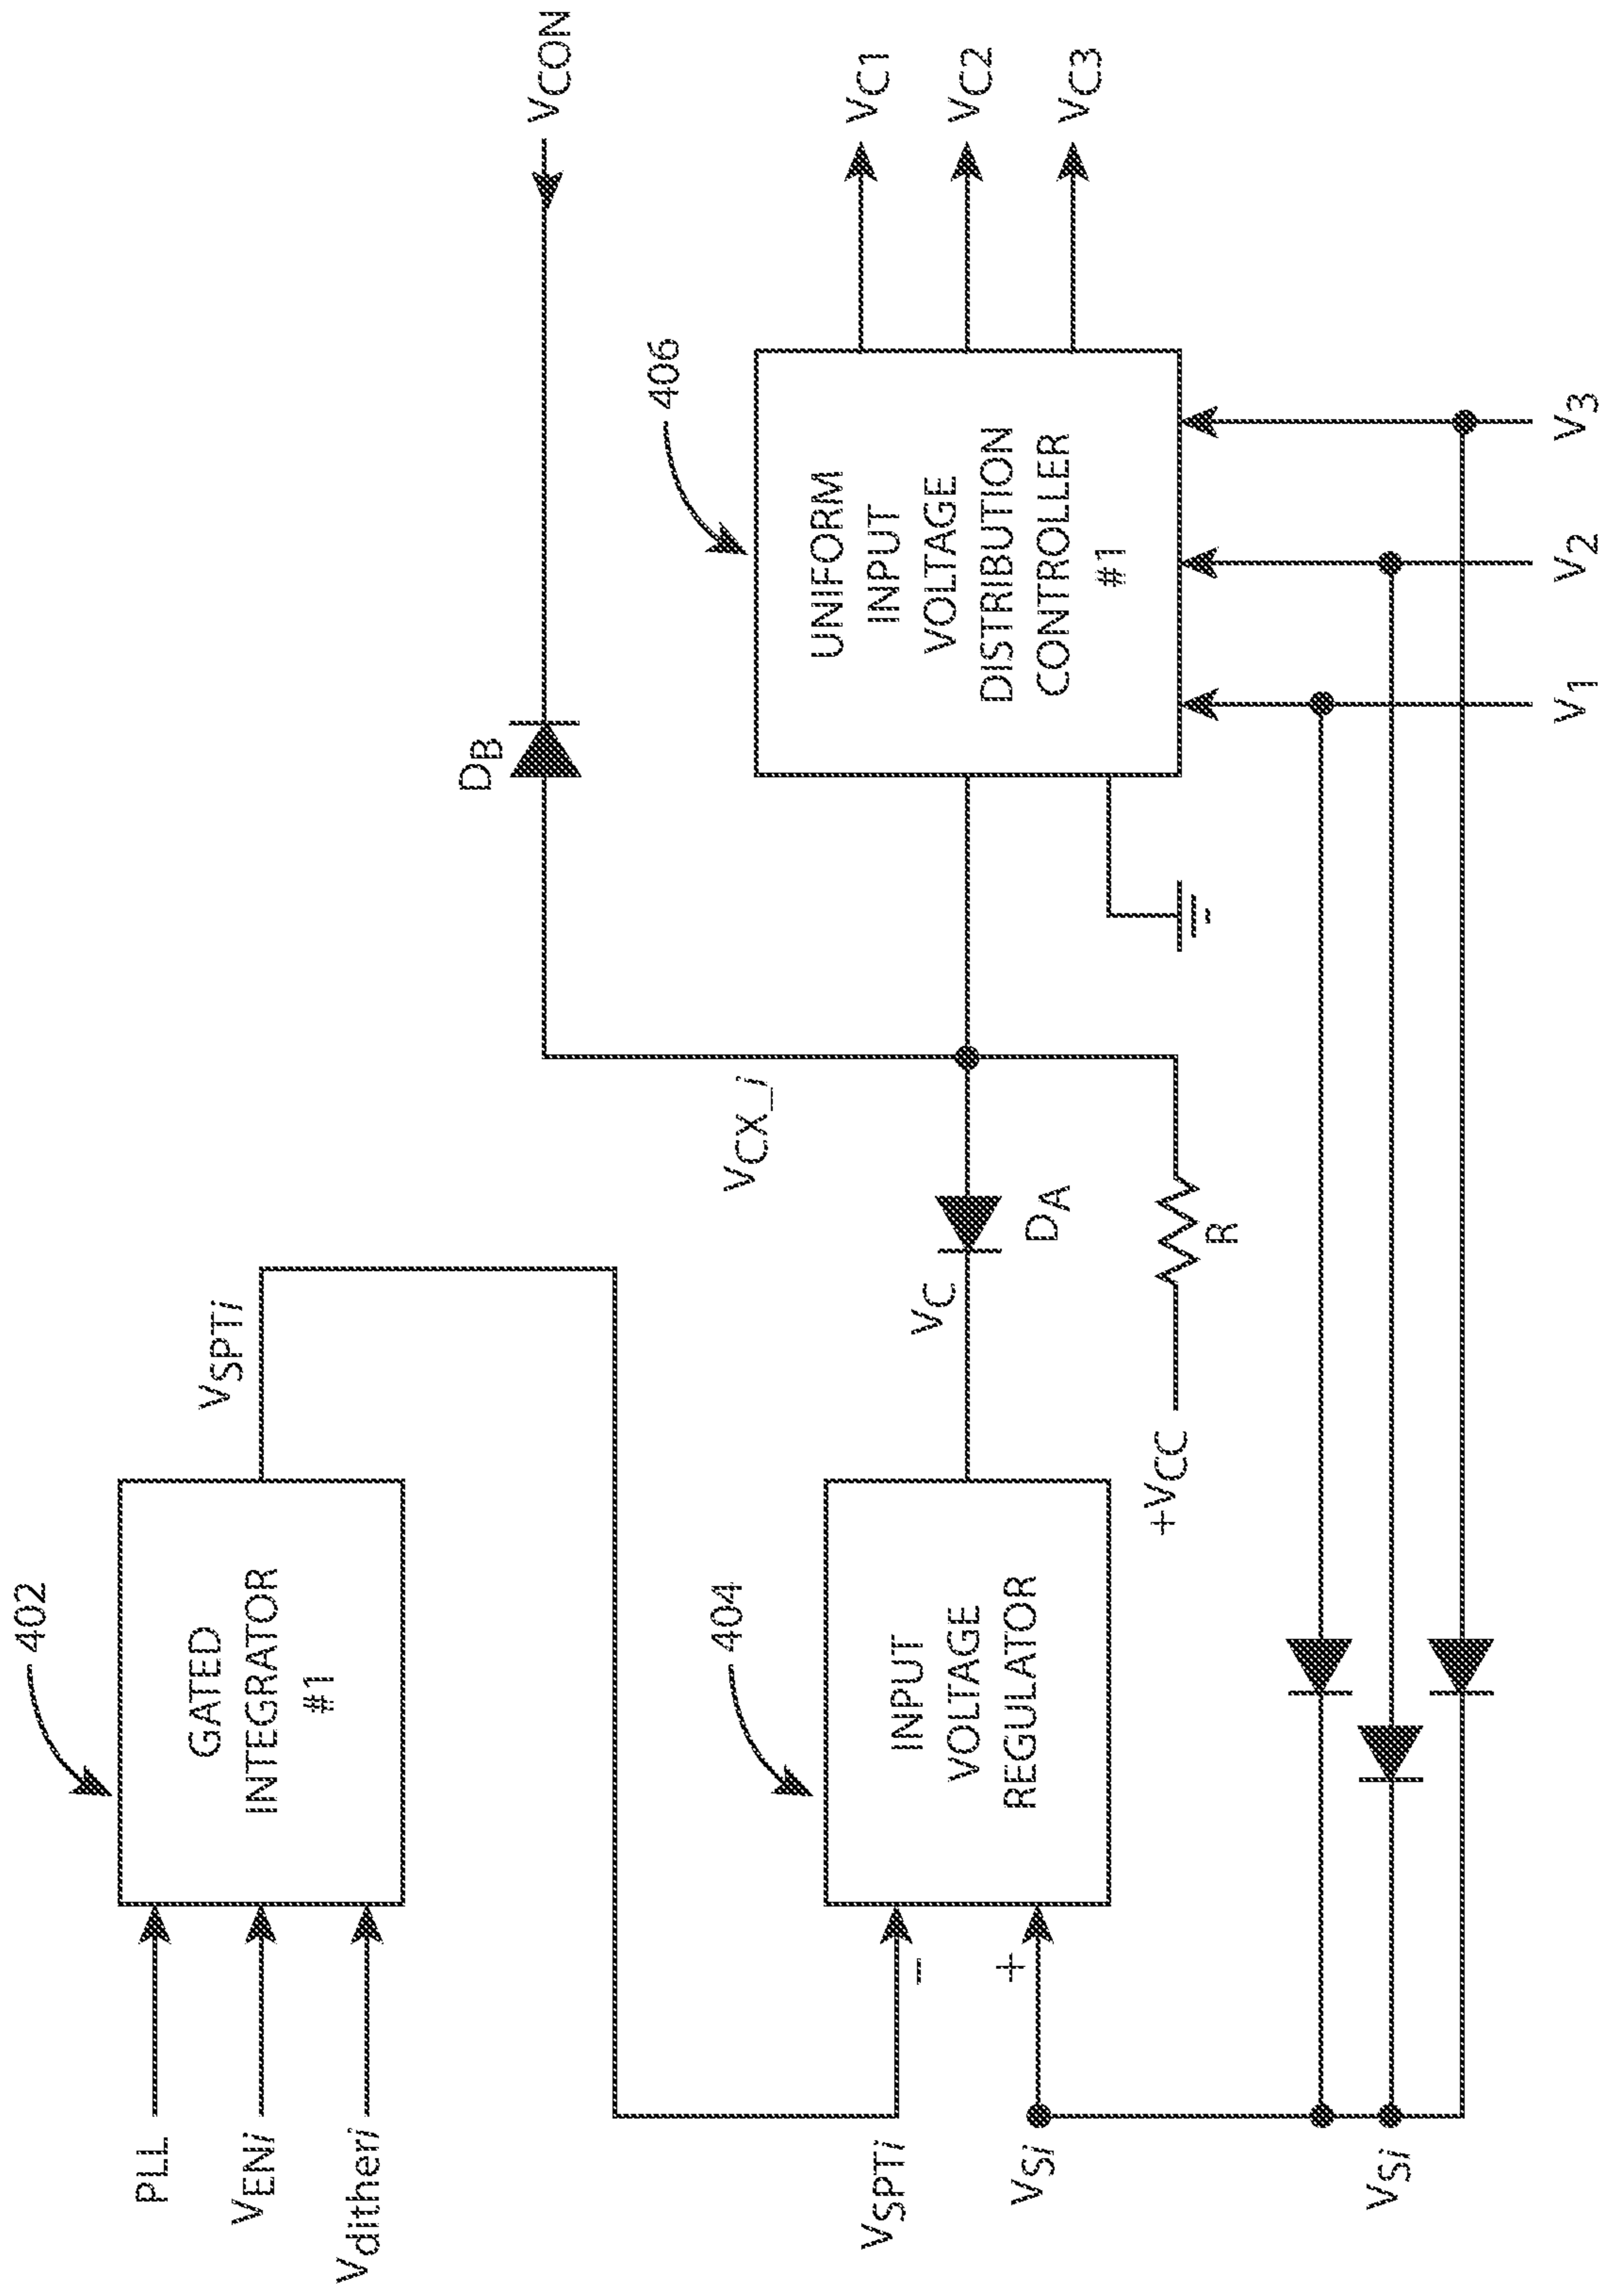 402
PLL
VENi
Vditheri
GATED
INTEGRATOR
#1
VSPTi
VCON
DB
VCX_i
404
VSPTi
–
VSi
+
INPUT
VOLTAGE
REGULATOR
VC
DA
+VCC
R
406
UNIFORM
INPUT
VOLTAGE
DISTRIBUTION
CONTROLLER
#1
VC1
VC2
VC3
VSi
V1
V2
V3